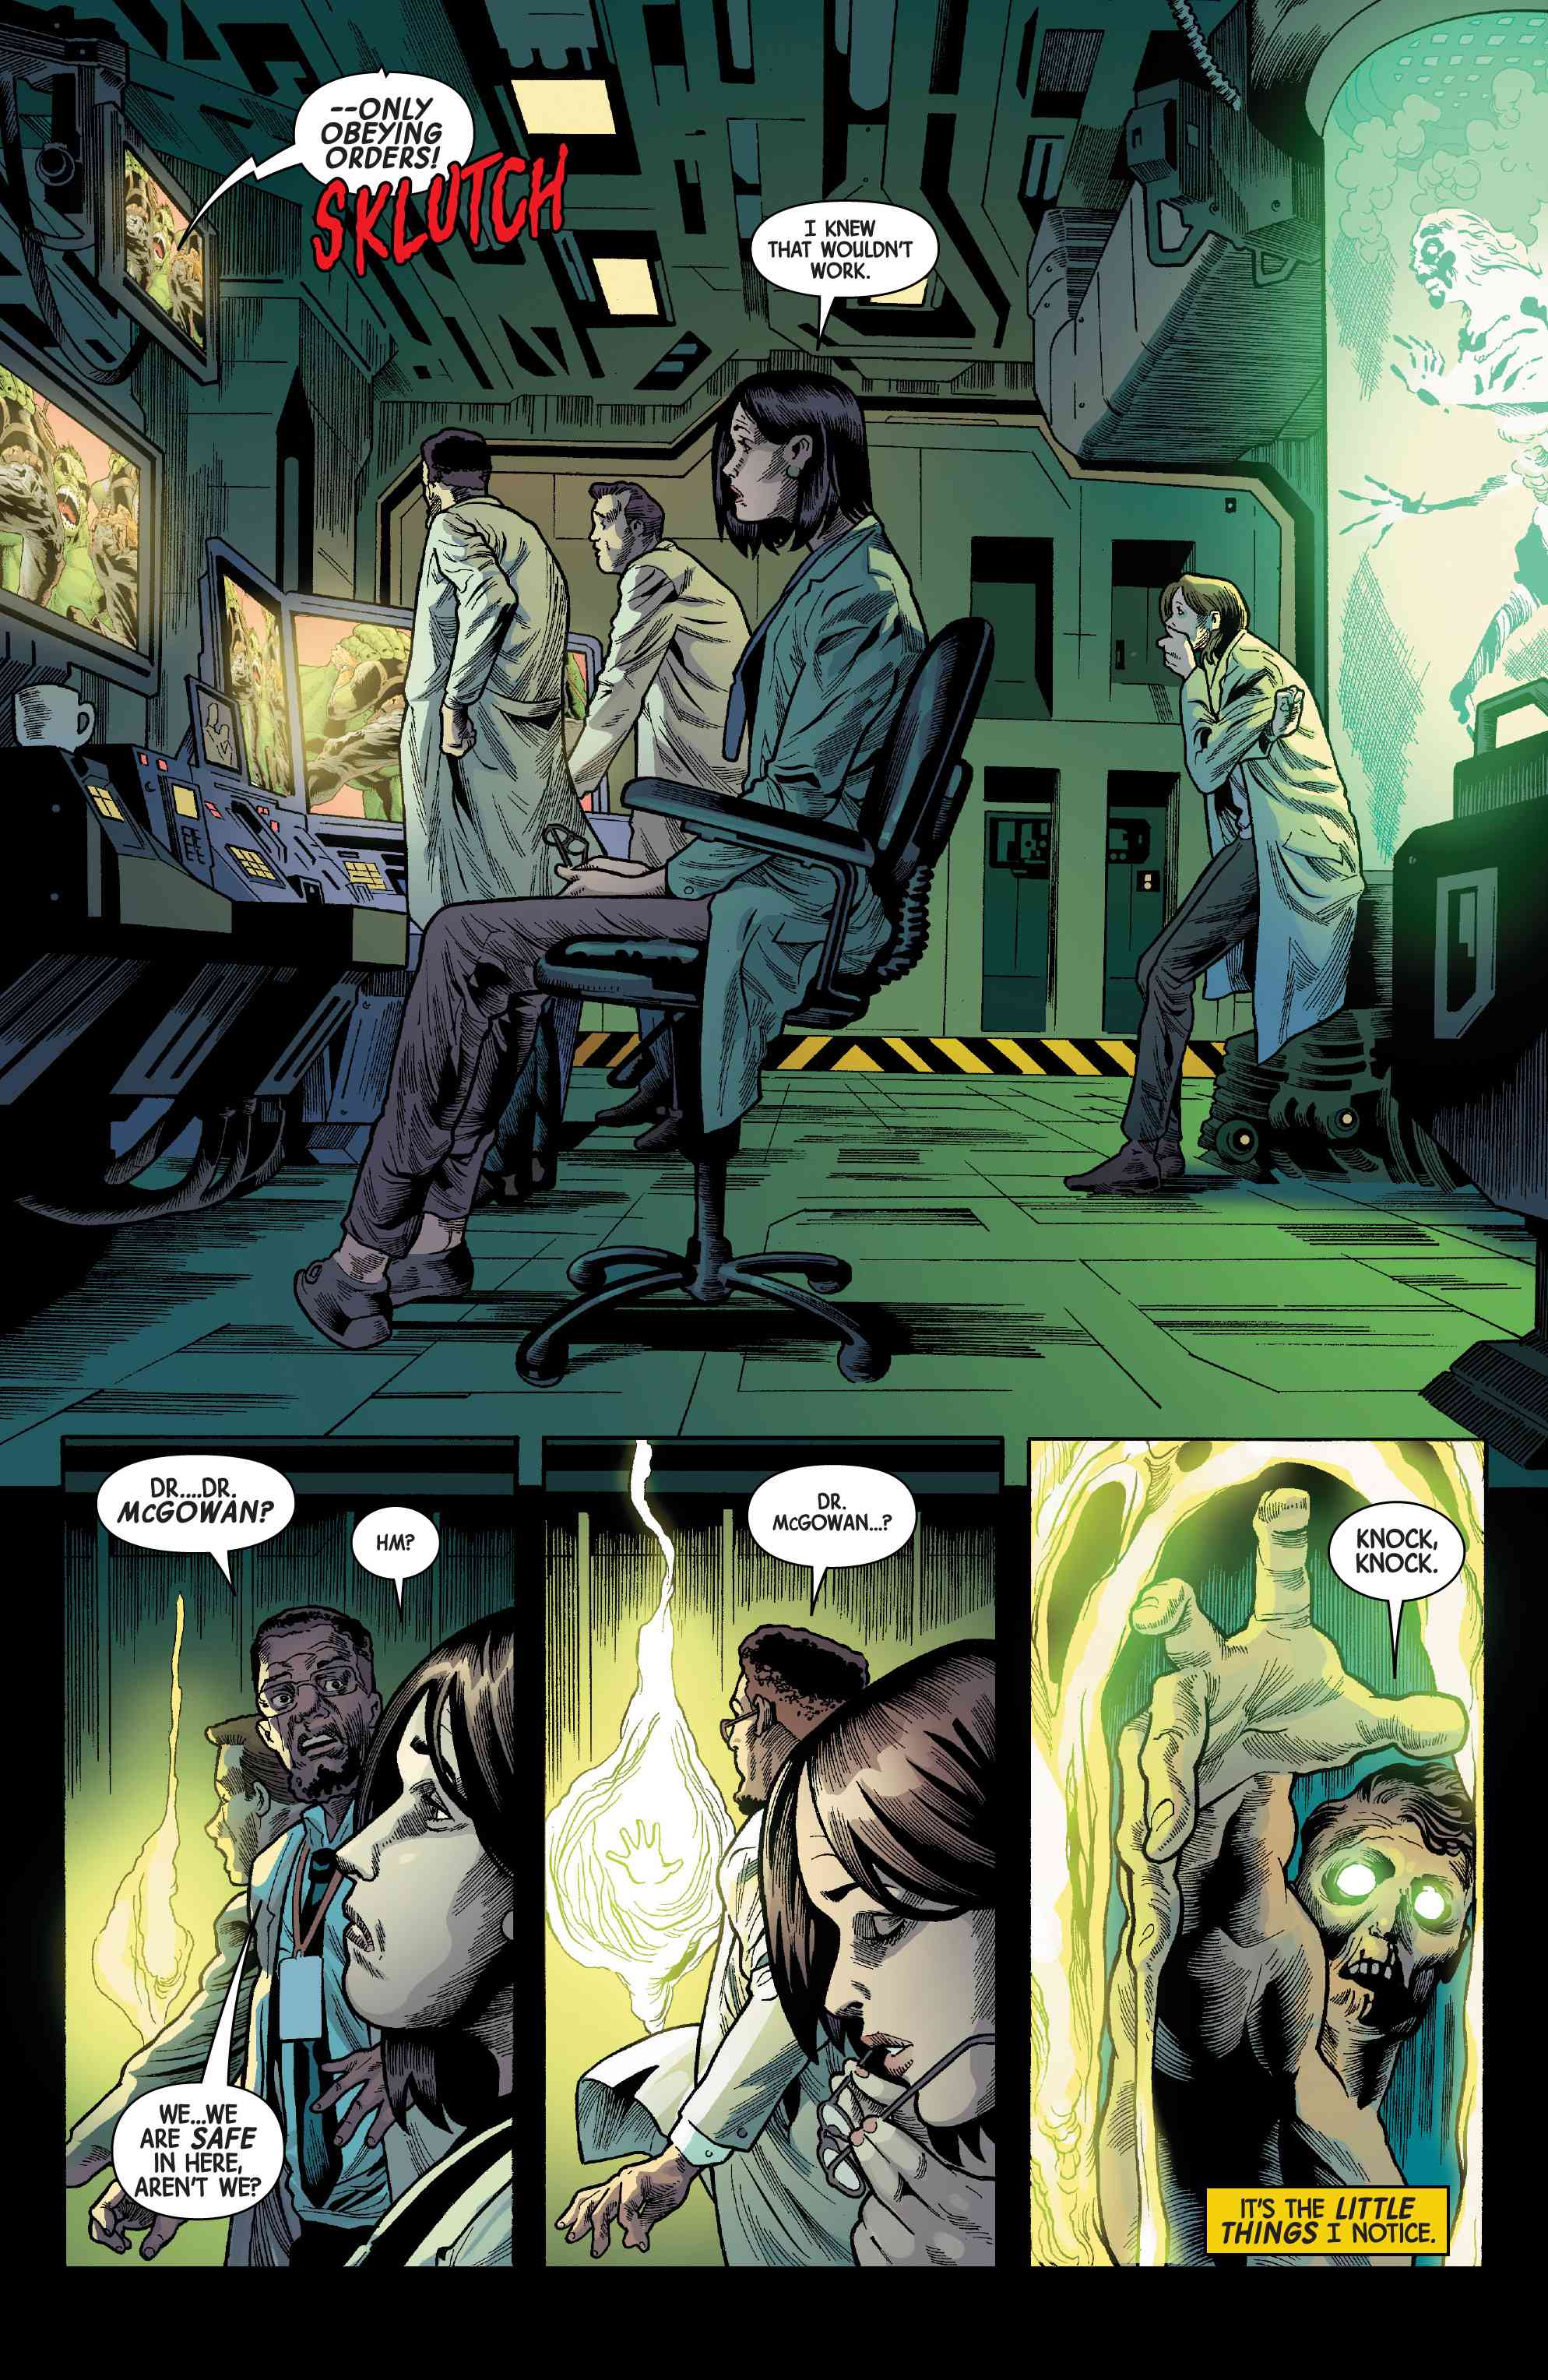 --ONLY
OBEYING
ORDERS!
SKLUTCH
I KNEW
THAT WOULDN'T
WORK.
DR....DR.
McGOWAN?
HM?
WE...WE
ARE SAFE
IN HERE,
AREN'T WE?
DR.
McGOWAN...?
KNOCK,
KNOCK.
IT'S THE LITTLE
THINGS I NOTICE.